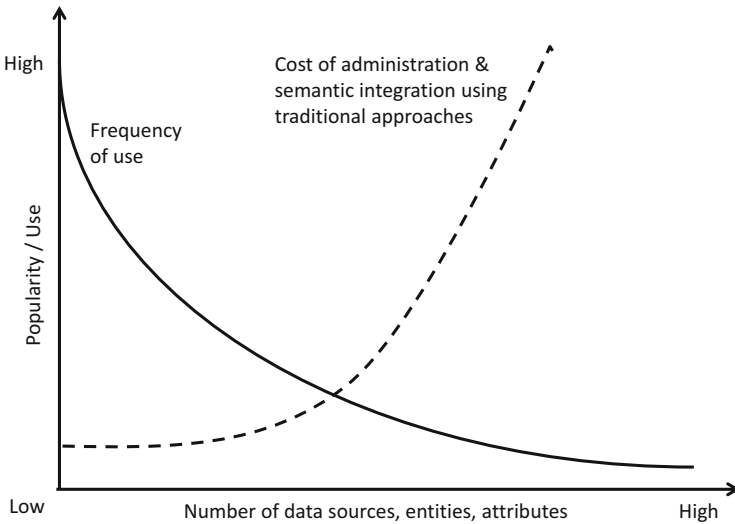 High
Cost of administration &
semantic integration using
traditional approaches
Frequency
of use
Popularity / Use
Low
Number of data sources, entities, attributes
High